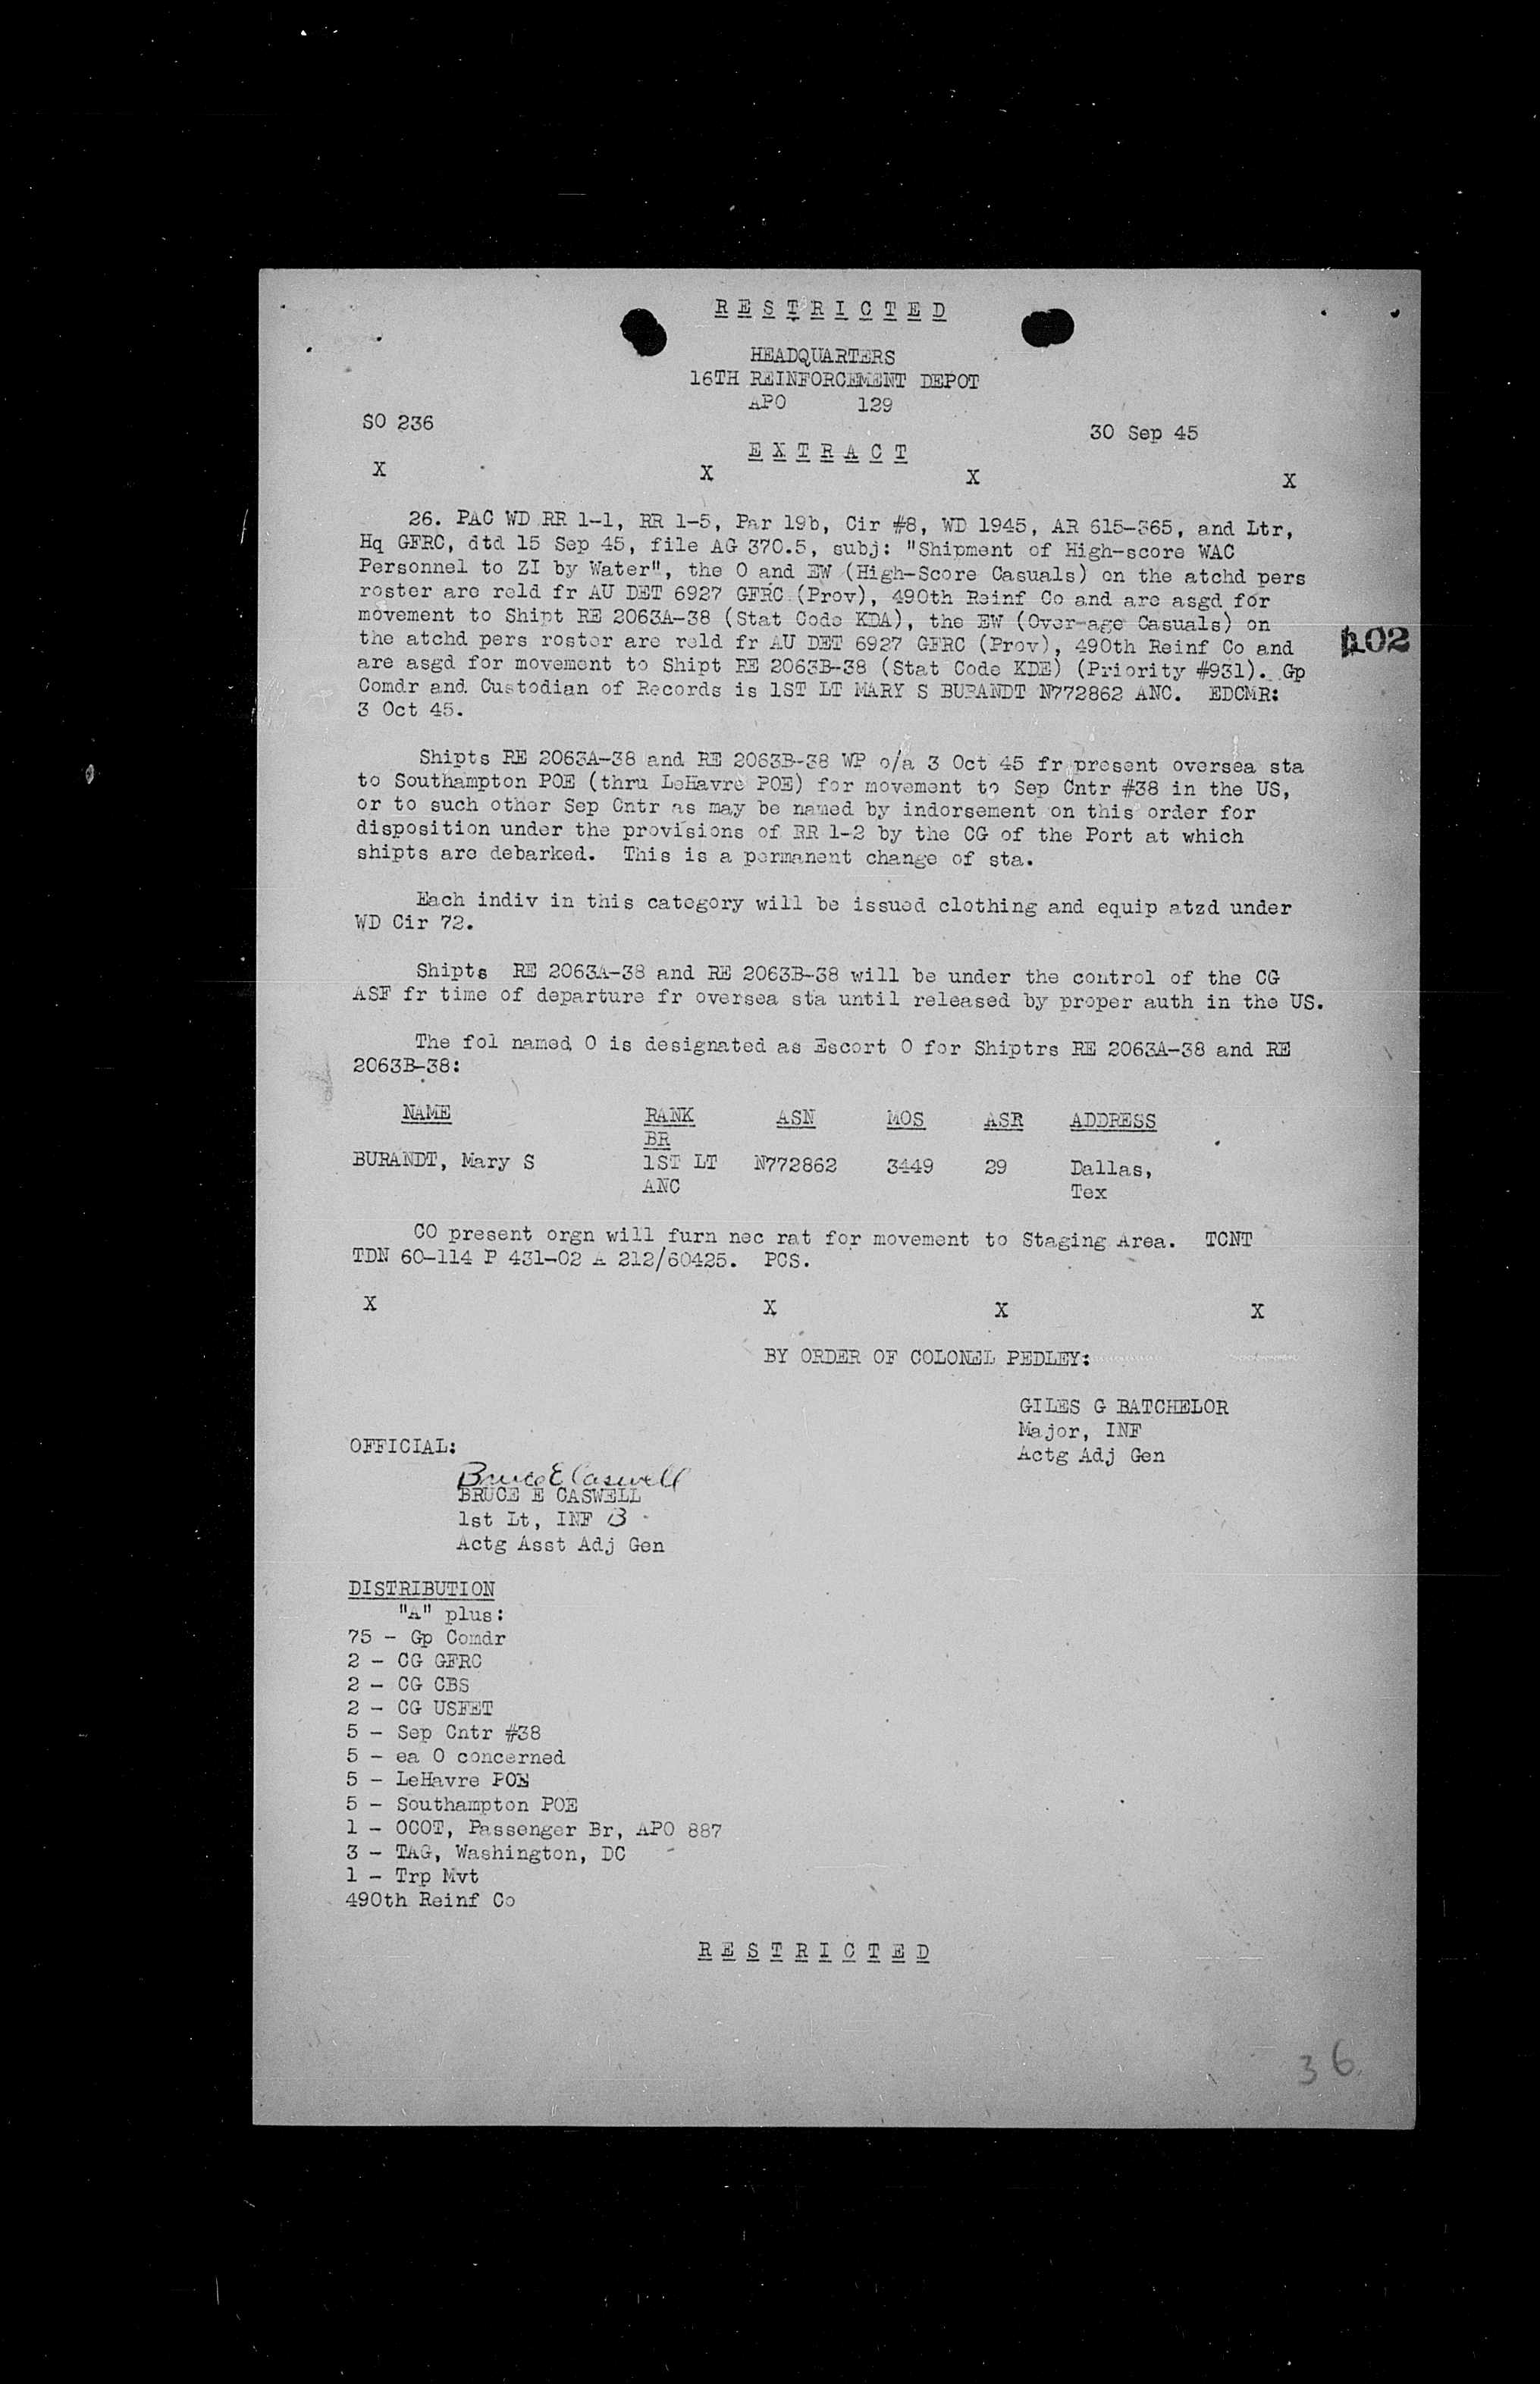 R E S T R I C T E D
HEADQUARTERS
16TH REINFORCEMENT DEPOT
APO 129
SO 236
30 Sep 45
E X T R A C T
X X X X
26. PAC WD RR 1-1, RR 1-5, Par 19b, Cir #8, WD 1945, AR 615-365, and Ltr,
Hq GFRC, dtd 15 Sep 45, file AG 370.5, subj: "Shipment of High-score WAC
Personnel to ZI by Water", the O and EW (High-Score Casuals) on the atchd pers
roster are reld fr AU DET 6927 GFRC (Prov), 490th Reinf Co and are asgd for
movement to Shipt RE 2063A-38 (Stat Code KDA), the EW (Over-age Casuals) on
the atchd pers roster are reld fr AU DET 6927 GFRC (Prov), 490th Reinf Co and
are asgd for movement to Shipt RE 2063B-38 (Stat Code KDE) (Priority #931). Gp
Comdr and Custodian of Records is 1ST LT MARY S BURANDT N772862 ANC. EDCMR:
3 Oct 45.
102
Shipts RE 2063A-38 and RE 2063B-38 WP o/a 3 Oct 45 fr present oversea sta
to Southampton POE (thru LeHavre POE) for movement to Sep Cntr #38 in the US,
or to such other Sep Cntr as may be named by indorsement on this order for
disposition under the provisions of RR 1-2 by the CG of the Port at which
shipts are debarked. This is a permanent change of sta.
Each indiv in this category will be issued clothing and equip atzd under
WD Cir 72.
Shipts RE 2063A-38 and RE 2063B-38 will be under the control of the CG
ASF fr time of departure fr oversea sta until released by proper auth in the US.
The fol named O is designated as Escort O for Shiptrs RE 2063A-38 and RE
2063B-38:
NAME RANK ASN MOS ASR ADDRESS
BR
BURANDT, Mary S 1ST LT N772862 3449 29 Dallas,
ANC Tex
CO present orgn will furn nec rat for movement to Staging Area. TCNT
TDN 60-114 P 431-02 A 212/60425. PCS.
X X X X
BY ORDER OF COLONEL PEDLEY:
GILES G BATCHELOR
Major, INF
Actg Adj Gen
OFFICIAL:
Bruce E Caswell
BRUCE E CASWELL
1st Lt, INF B
Actg Asst Adj Gen
DISTRIBUTION
"A" plus:
75 - Gp Comdr
2 - CG GFRC
2 - CG CBS
2 - CG USFET
5 - Sep Cntr #38
5 - ea O concerned
5 - LeHavre POE
5 - Southampton POE
1 - OCOT, Passenger Br, APO 887
3 - TAG, Washington, DC
1 - Trp Mvt
490th Reinf Co
R E S T R I C T E D
36